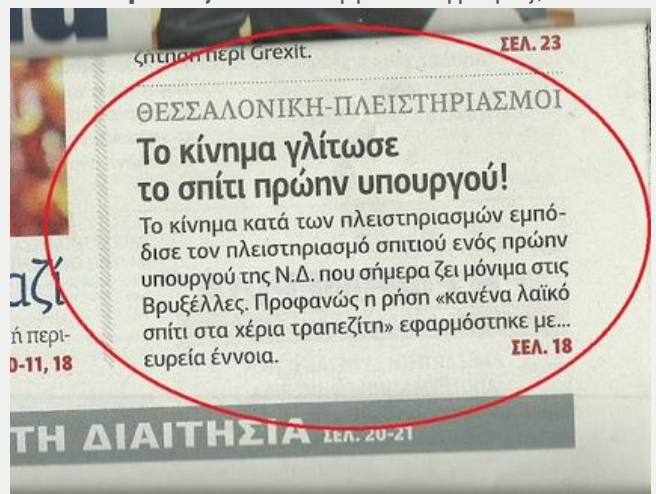 ζήτηση περί Grexit.
ΣΕΛ. 23
ΘΕΣΣΑΛΟΝΙΚΗ-ΠΛΕΙΣΤΗΡΙΑΣΜΟΙ
Το κίνημα γλίτωσε
το σπίτι πρώην υπουργού!
Το κίνημα κατά των πλειστηριασμών εμπό-
δισε τον πλειστηριασμό σπιτιού ενός πρώην
υπουργού της Ν.Δ. που σήμερα ζει μόνιμα στις
Βρυξέλλες. Προφανώς η ρήση «κανένα λαϊκό
σπίτι στα χέρια τραπεζίτη» εφαρμόστηκε με...
ευρεία έννοια.
ΣΕΛ. 18
αζί
ή περι-
0-11, 18
ΤΗ ΔΙΑΙΤΗΣΙΑ ΣΕΛ. 20-21